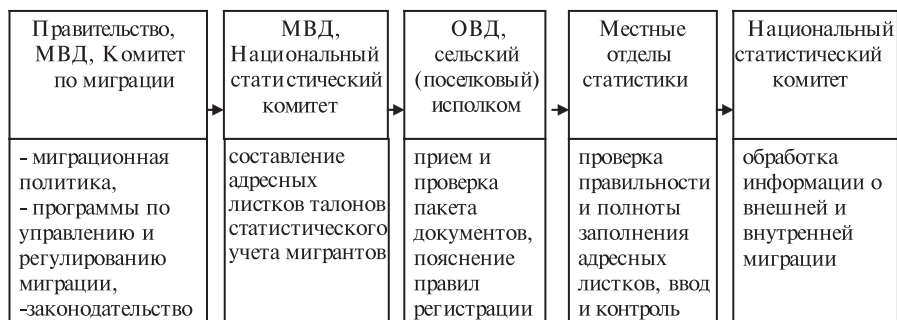 Правительство,
МВД, Комитет
по миграции
МВД,
Национальный
статистический
комитет
ОВД,
сельский
(поселковый)
исполком
Местные
отделы
статистики
Национальный
статистический
комитет
- миграционная
политика,
- программы по
управлению и
регулированию
миграции,
-законодательство
составление
адресных
листков талонов
статистического
учета мигрантов
прием и
проверка
пакета
документов,
пояснение
правил
регистрации
проверка
правильности
и полноты
заполнения
адресных
листков, ввод
и контроль
обработка
информации о
внешней и
внутренней
миграции